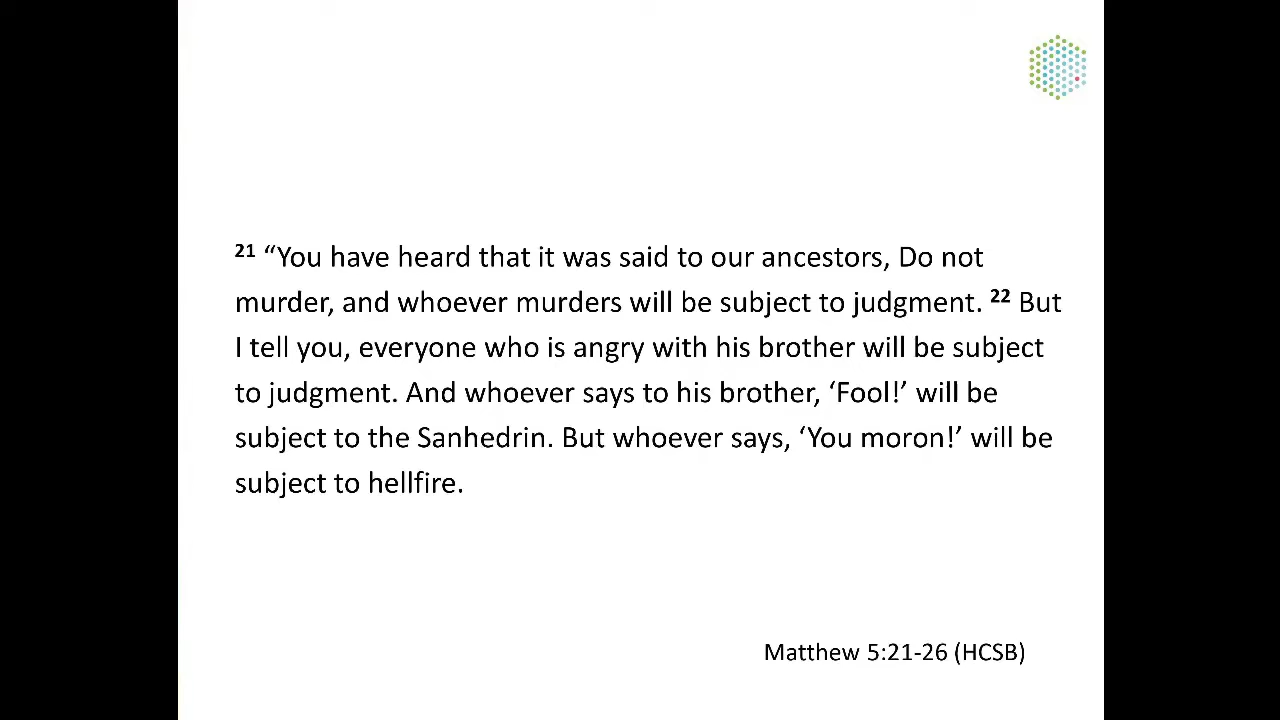 21 “You have heard that it was said to our ancestors, Do not
murder, and whoever murders will be subject to judgment. 22 But
I tell you, everyone who is angry with his brother will be subject
to judgment. And whoever says to his brother, ‘Fool!’ will be
subject to the Sanhedrin. But whoever says, ‘You moron!’ will be
subject to hellfire.
Matthew 5:21-26 (HCSB)